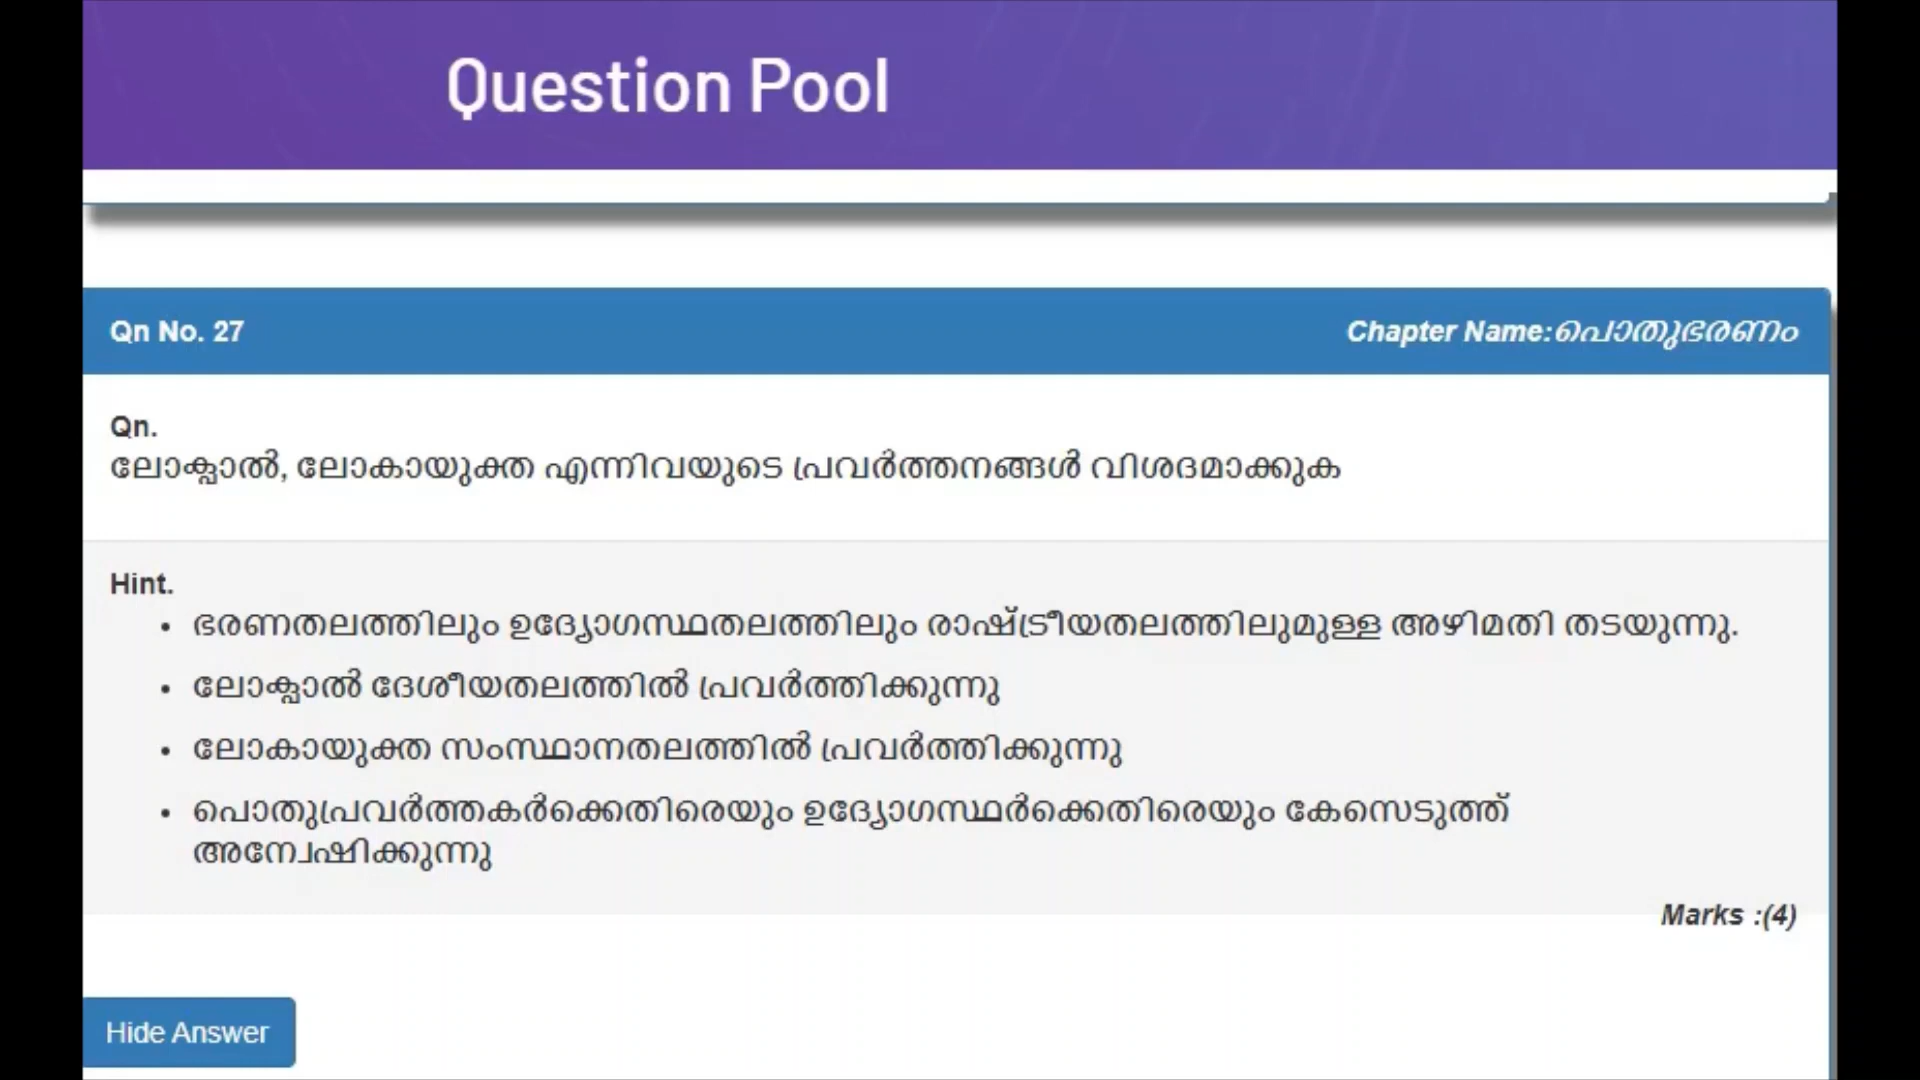 Question Pool
Qn No. 27
Chapter Name:പൊതുഭരണം
Qn.
ലോക്പാൽ, ലോകായുക്ത എന്നിവയുടെ പ്രവർത്തനങ്ങൾ വിശദമാക്കുക
Hint.
• ഭരണതലത്തിലും ഉദ്യോഗസ്ഥതലത്തിലും രാഷ്ട്രീയതലത്തിലുമുള്ള അഴിമതി തടയുന്നു.
• ലോക്പാൽ ദേശീയതലത്തിൽ പ്രവർത്തിക്കുന്നു
• ലോകായുക്ത സംസ്ഥാനതലത്തിൽ പ്രവർത്തിക്കുന്നു
• പൊതുപ്രവർത്തകർക്കെതിരെയും ഉദ്യോഗസ്ഥർക്കെതിരെയും കേസെടുത്ത്
അന്വേഷിക്കുന്നു
Marks :(4)
Hide Answer